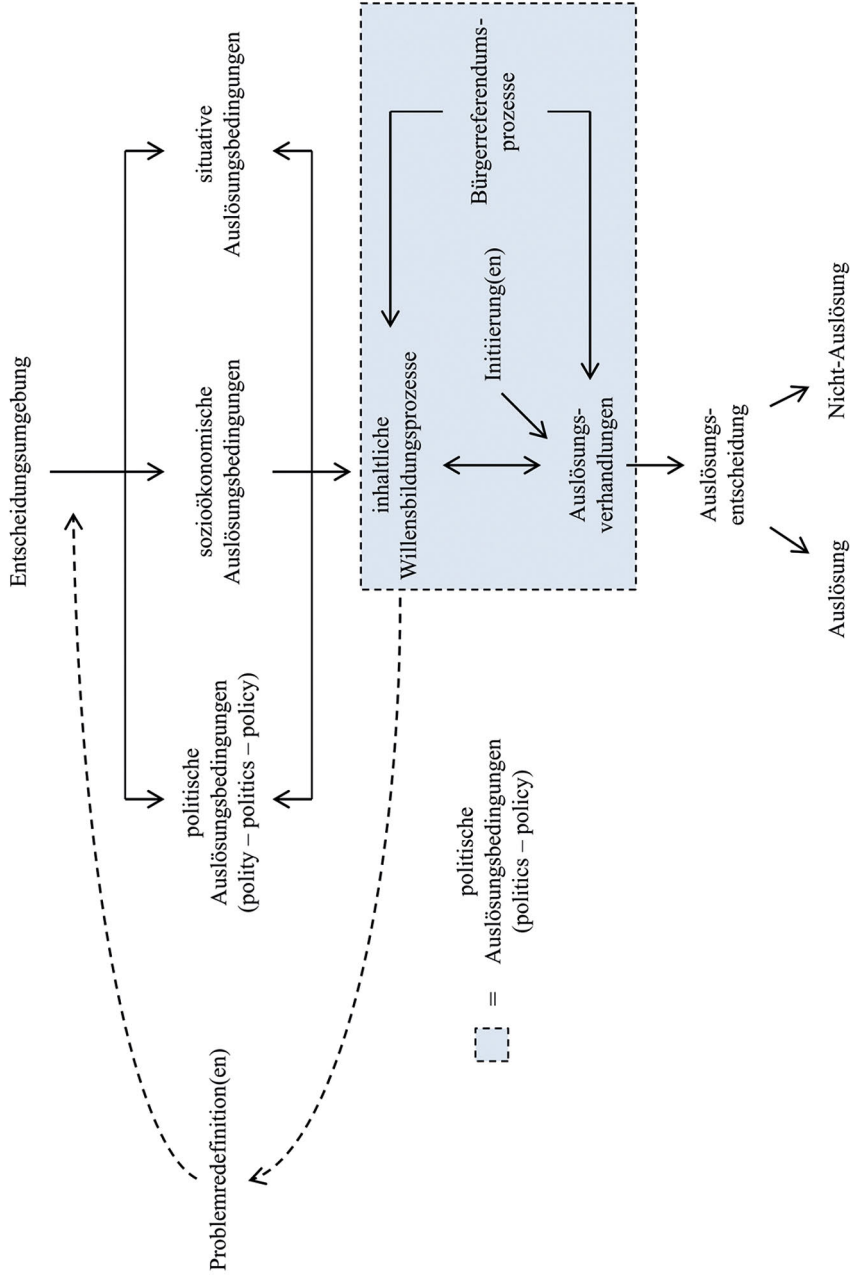 Entscheidungsumgebung
politische
Auslösungsbedingungen
(polity – politics – policy)
sozioökonomische
Auslösungsbedingungen
situative
Auslösungsbedingungen
Problemredefinition(en)
inhaltliche
Willensbildungsprozesse
Initiierung(en)
Bürgerreferendums-
prozesse
Auslösungs-
verhandlungen
=
politische
Auslösungsbedingungen
(politics – policy)
Auslösungs-
entscheidung
Auslösung
Nicht-Auslösung